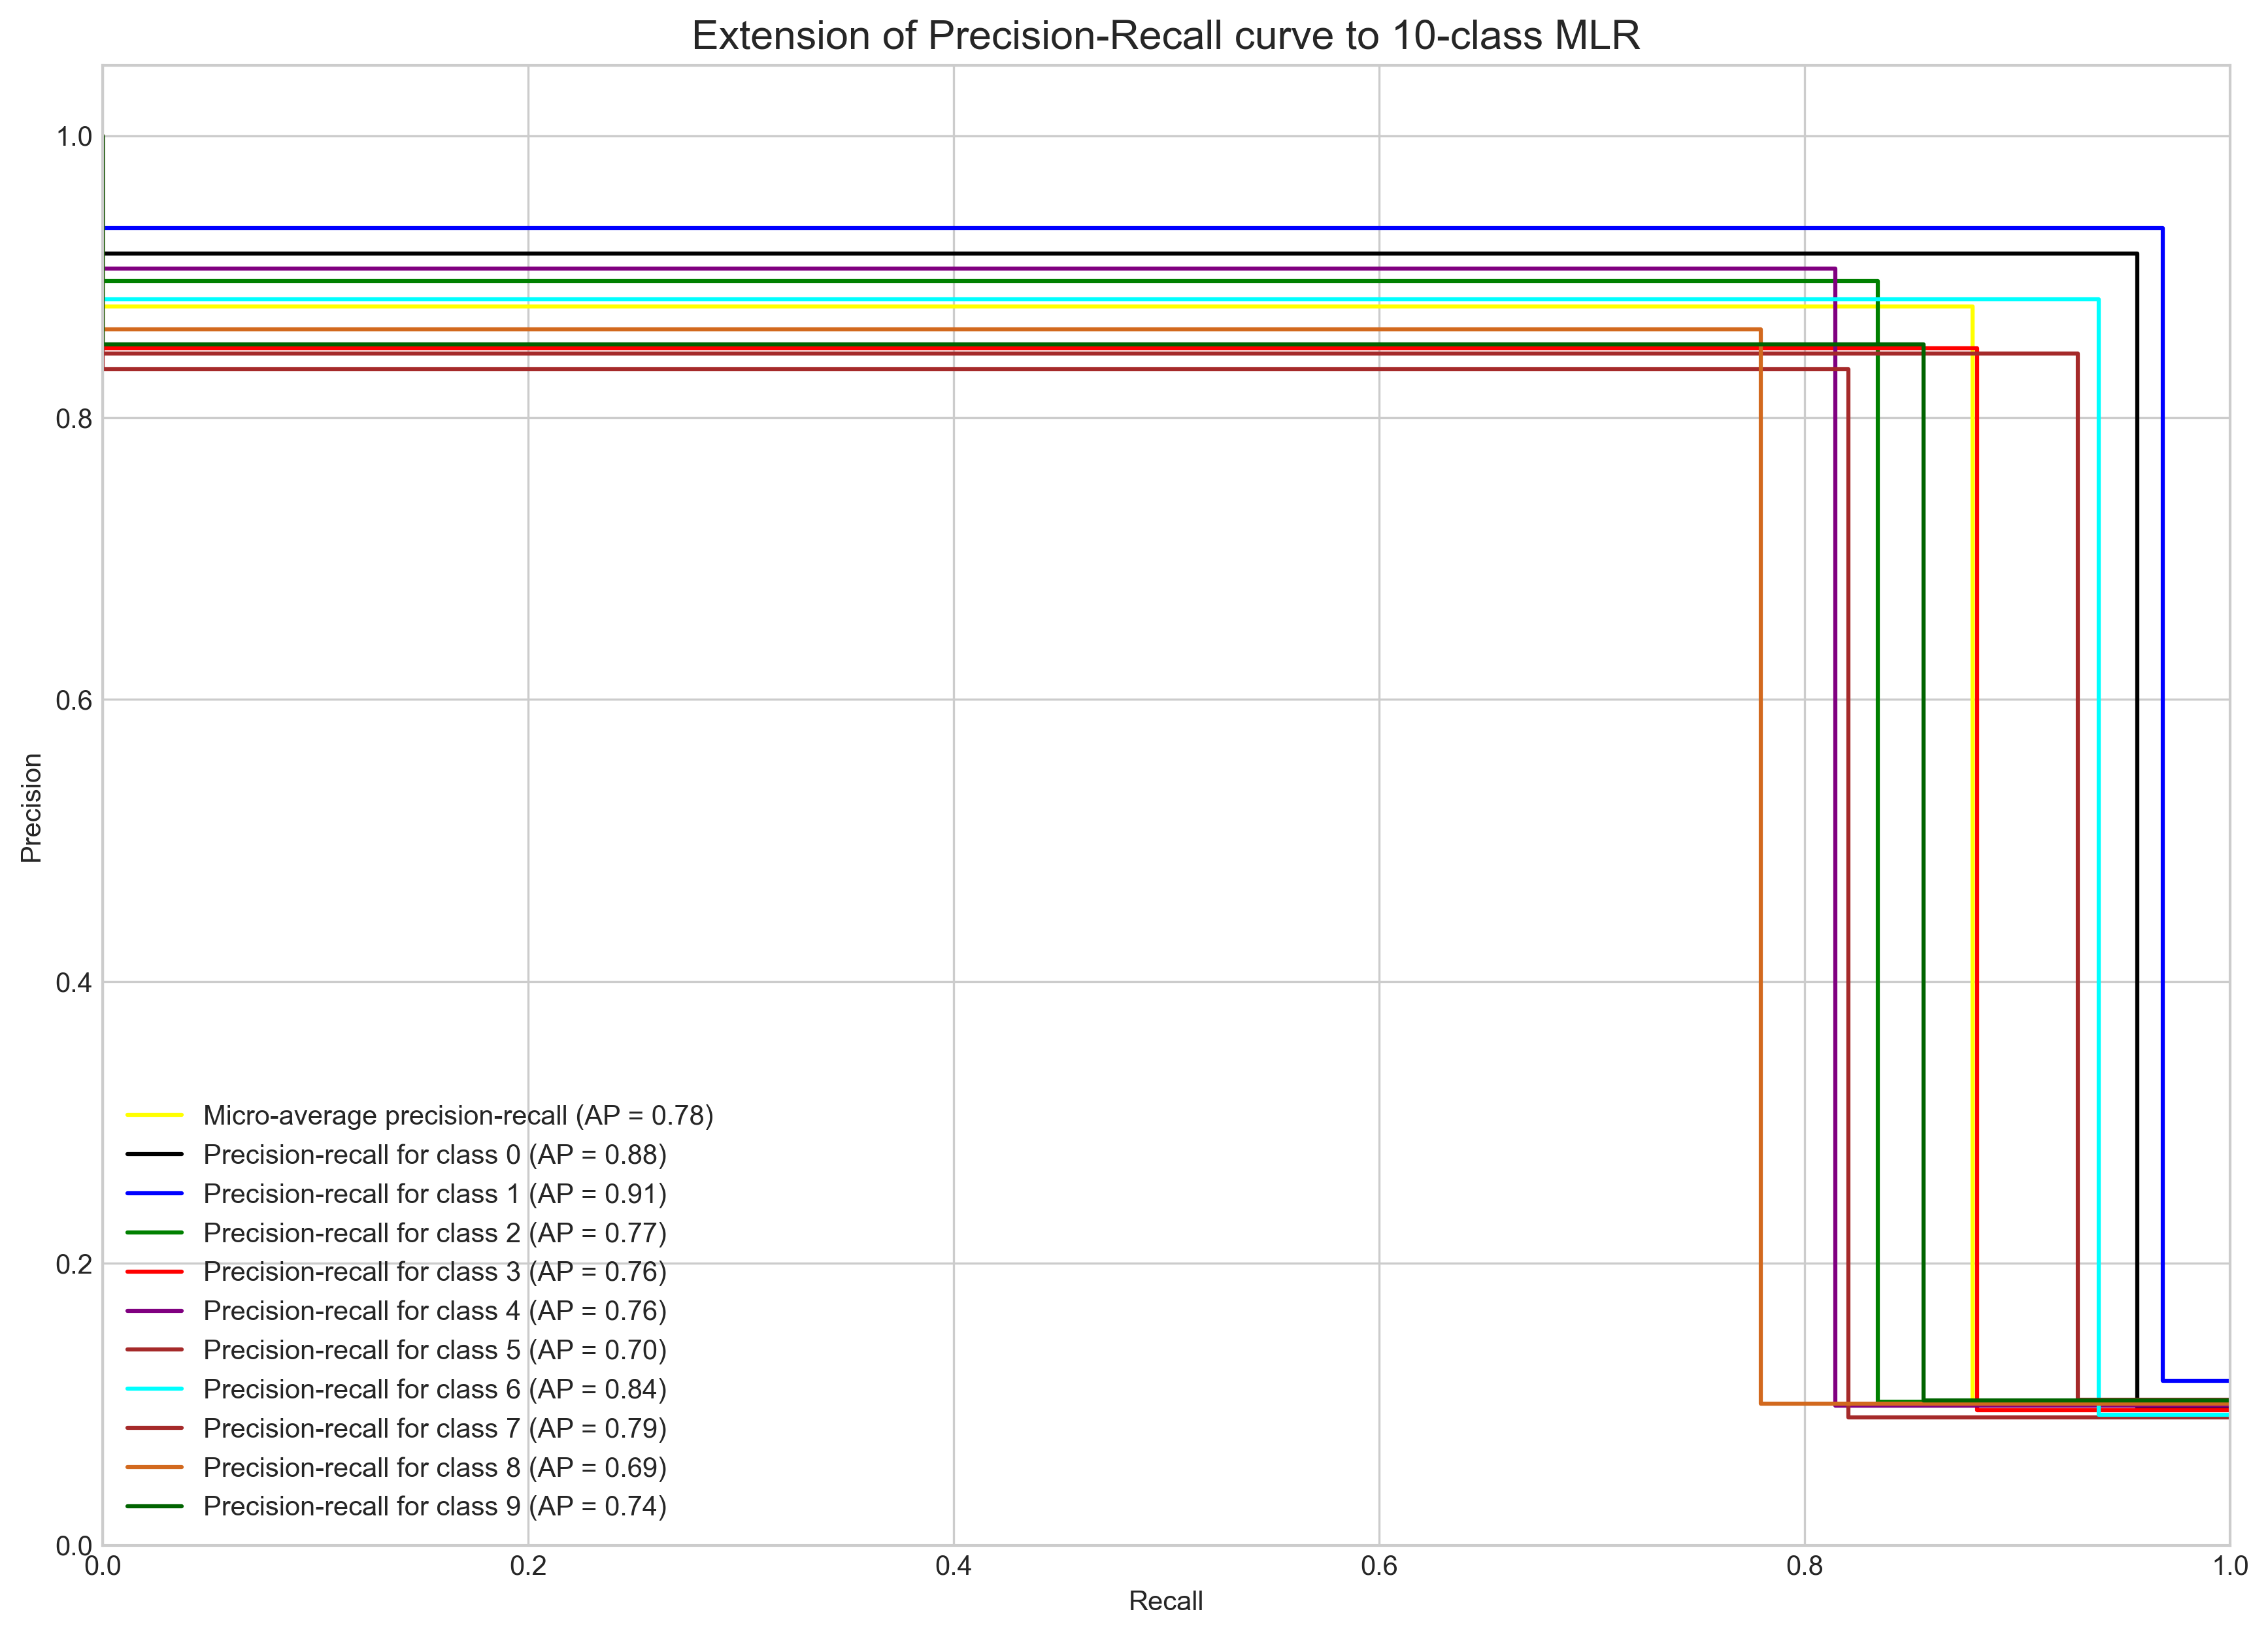 Extension of Precision-Recall curve to 10-class MLR
1.0
0.8
0.6
0.4
0.2
0.0
Precision
Micro-average precision-recall (AP = 0.78)
Precision-recall for class 0 (AP = 0.88)
Precision-recall for class 1 (AP = 0.91)
Precision-recall for class 2 (AP = 0.77)
Precision-recall for class 3 (AP = 0.76)
Precision-recall for class 4 (AP = 0.76)
Precision-recall for class 5 (AP = 0.70)
Precision-recall for class 6 (AP = 0.84)
Precision-recall for class 7 (AP = 0.79)
Precision-recall for class 8 (AP = 0.69)
Precision-recall for class 9 (AP = 0.74)
0.0 0.2 0.4 0.6 0.8 1.0
Recall